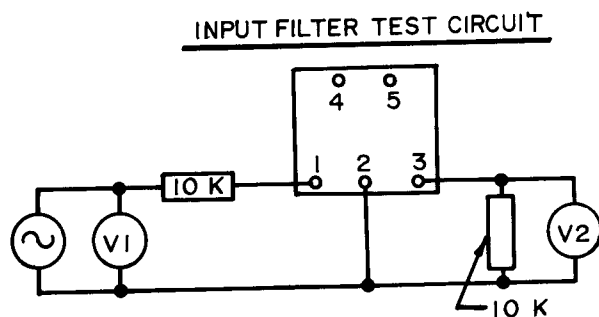 INPUT FILTER TEST CIRCUIT
4 5
1 2 3
10 K
V1
V2
10 K